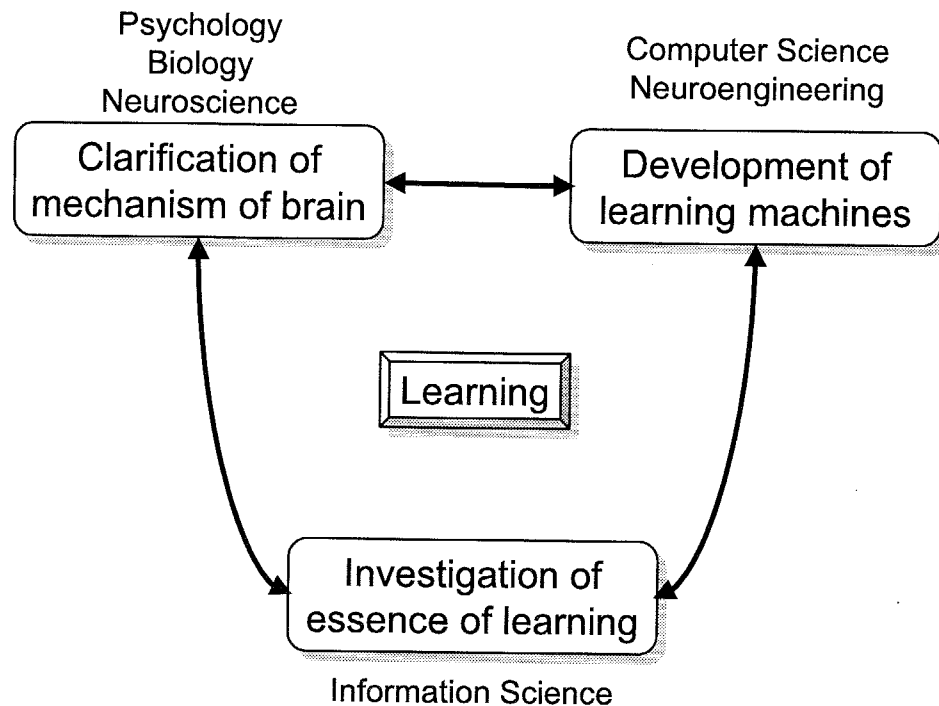 Psychology
Biology
Neuroscience
Clarification of
mechanism of brain
Computer Science
Neuroengineering
Development of
learning machines
Learning
Investigation of
essence of learning
Information Science